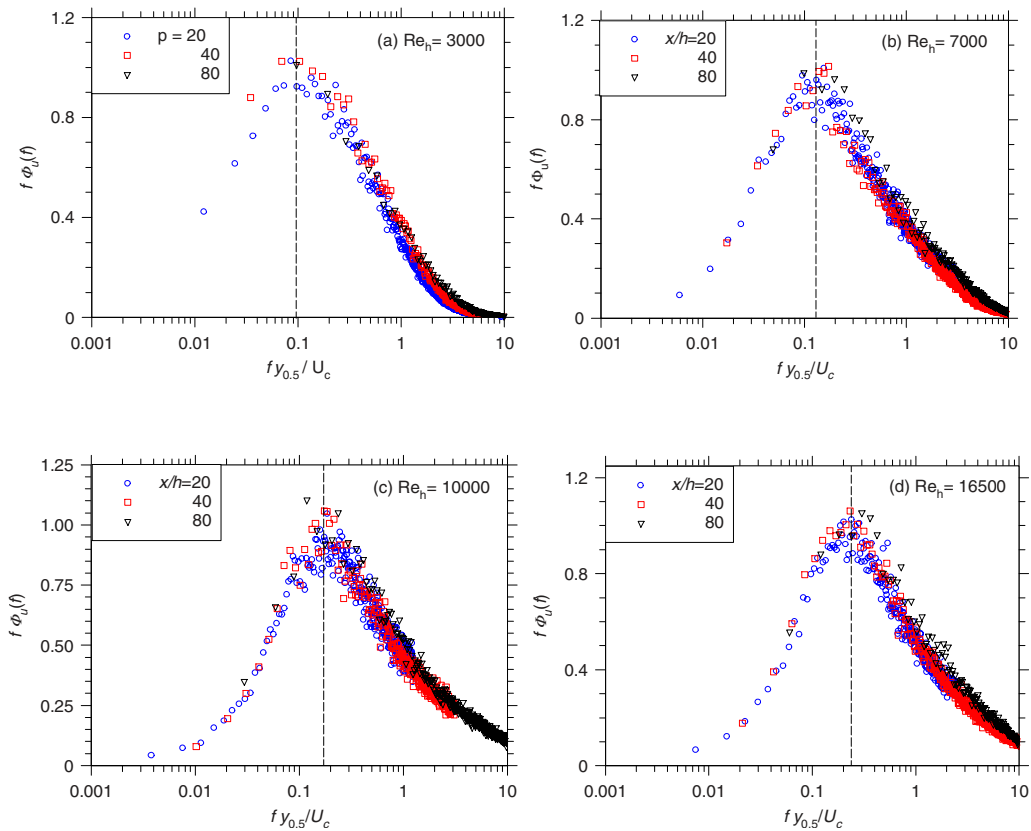 1.2
0.8
0.4
0
p = 20
40
80
(a) Re_h= 3000
f Φ_u(f)
0.001 0.01 0.1 1 10
f y_0.5 / U_c
1.2
0.8
0.4
0
x/h=20
40
80
(b) Re_h= 7000
f Φ_u(f)
0.001 0.01 0.1 1 10
f y_0.5/U_c
1.25
1.00
0.75
0.50
0.25
0
x/h=20
40
80
(c) Re_h= 10000
f Φ_u(f)
0.001 0.01 0.1 1 10
f y_0.5/U_c
1.2
0.8
0.4
0
x/h=20
40
80
(d) Re_h= 16500
f Φ_u(f)
0.001 0.01 0.1 1 10
f y_0.5/U_c